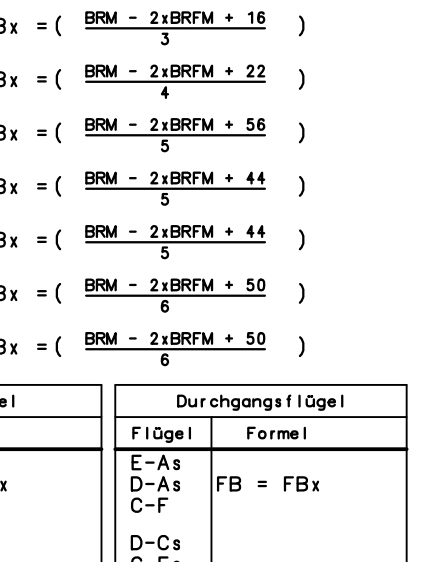 Bx = ( BRM - 2xBRFM + 16 / 3 )
Bx = ( BRM - 2xBRFM + 22 / 4 )
Bx = ( BRM - 2xBRFM + 56 / 5 )
Bx = ( BRM - 2xBRFM + 44 / 5 )
Bx = ( BRM - 2xBRFM + 44 / 5 )
Bx = ( BRM - 2xBRFM + 50 / 6 )
Bx = ( BRM - 2xBRFM + 50 / 6 )
el
Durchgangsflügel
Flügel Formel
E-As
x
D-As FB = FBx
C-F
D-Cs